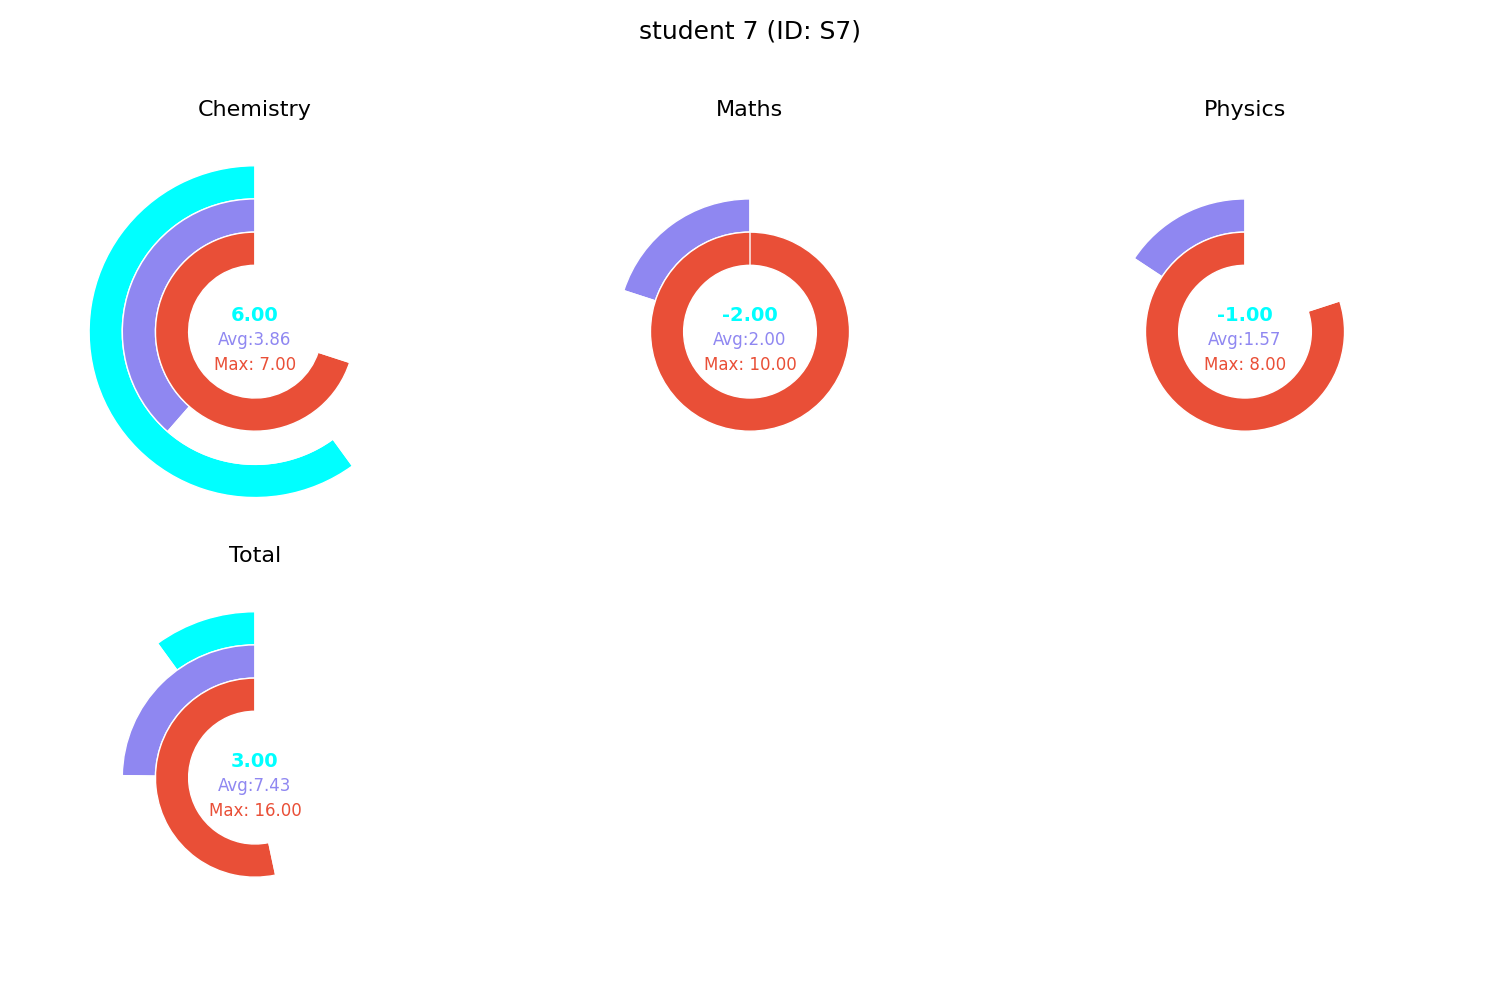 student 7 (ID: S7)
Chemistry
6.00
Avg:3.86
Max: 7.00
Maths
-2.00
Avg:2.00
Max: 10.00
Physics
-1.00
Avg:1.57
Max: 8.00
Total
3.00
Avg:7.43
Max: 16.00